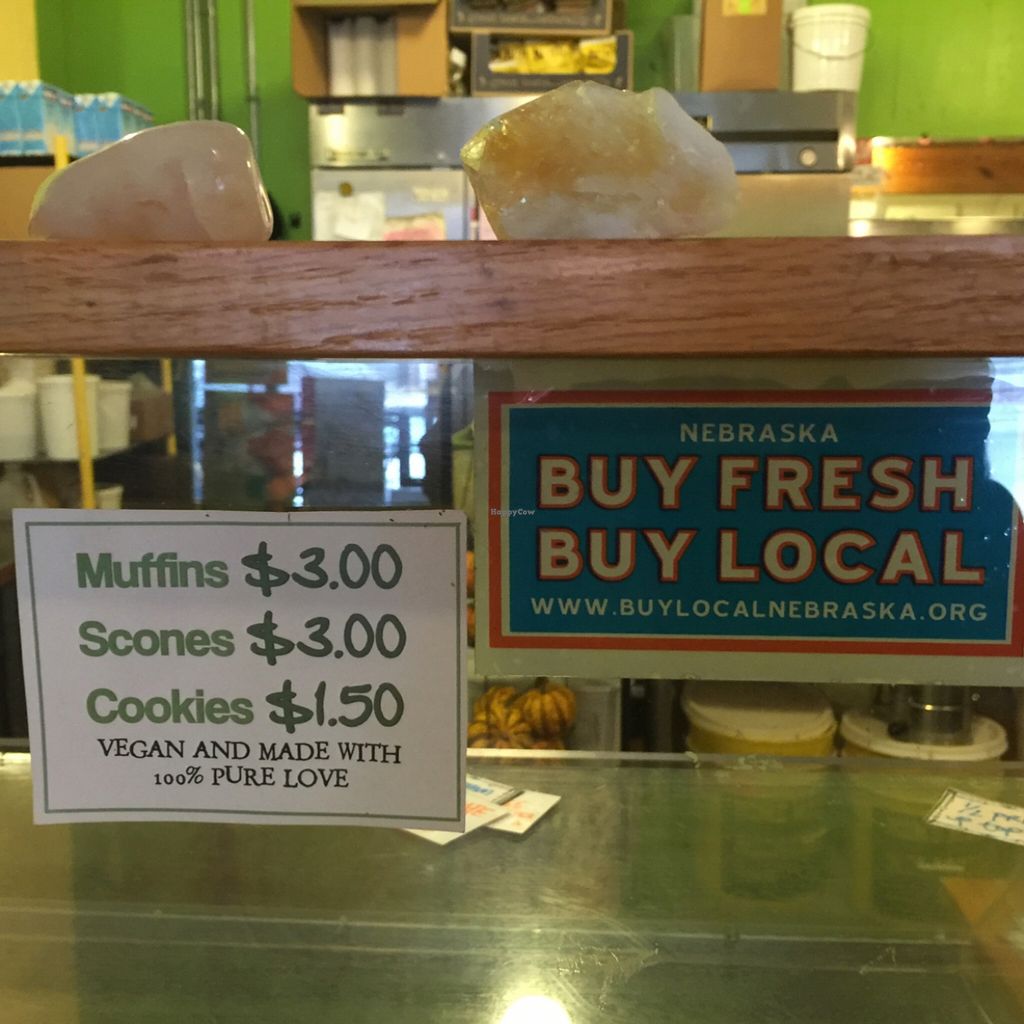 Muffins $3.00
Scones $3.00
Cookies $1.50
VEGAN AND MADE WITH
100% PURE LOVE
NEBRASKA
BUY FRESH
BUY LOCAL
WWW.BUYLOCALNEBRASKA.ORG
HappyCow